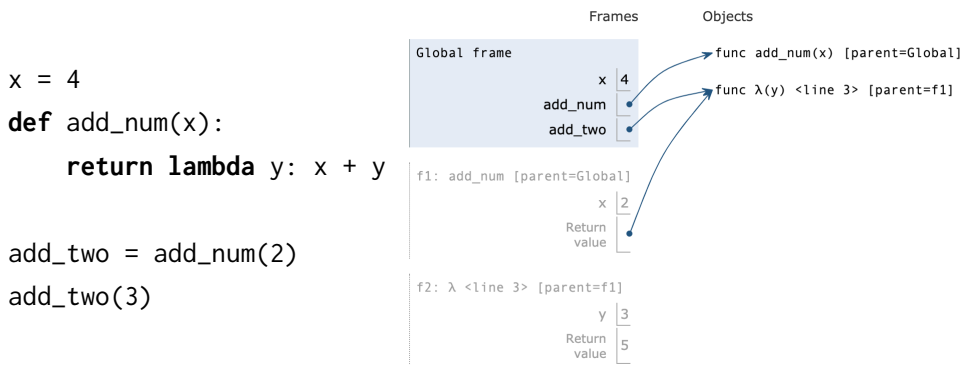 x = 4
def add_num(x):
    return lambda y: x + y
add_two = add_num(2)
add_two(3)
Frames Objects
Global frame
x 4
add_num
add_two
func add_num(x) [parent=Global]
func λ(y) <line 3> [parent=f1]
f1: add_num [parent=Global]
x 2
Return
value
f2: λ <line 3> [parent=f1]
y 3
Return
value 5